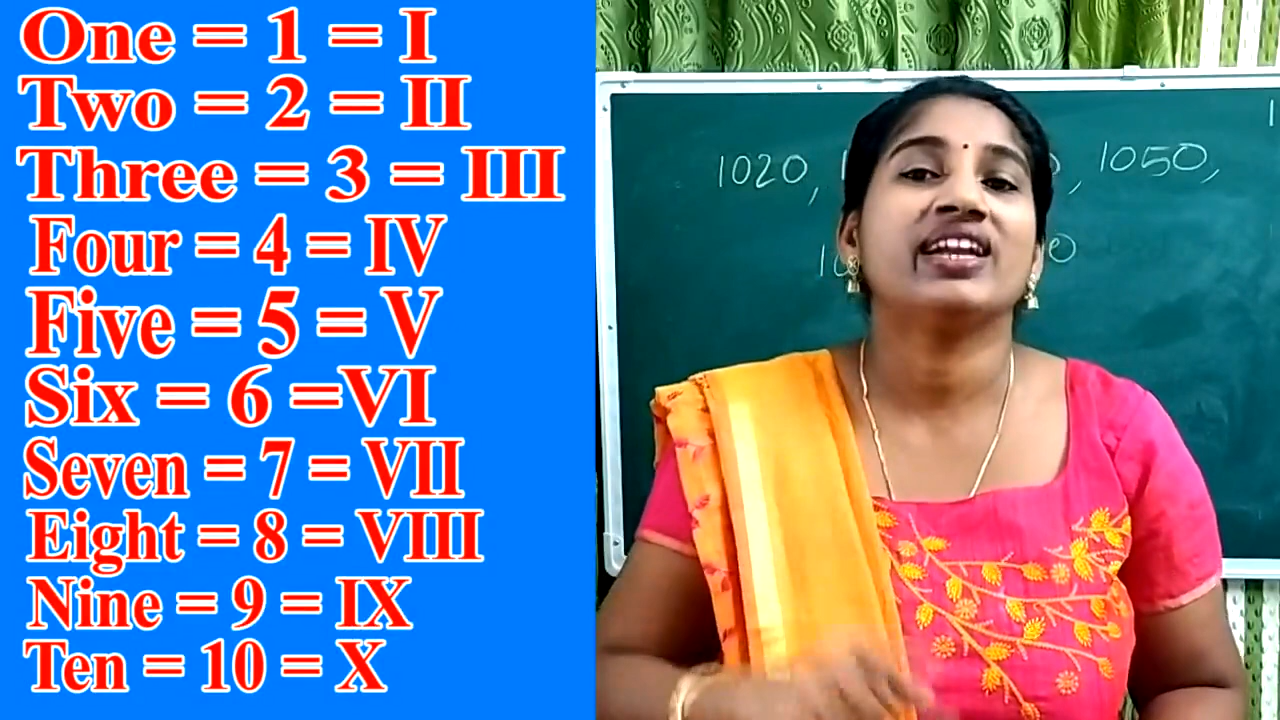 One = 1 = I
Two = 2 = II
Three = 3 = III
Four = 4 = IV
Five = 5 = V
Six = 6 =VI
Seven = 7 = VII
Eight = 8 = VIII
Nine = 9 = IX
Ten = 10 = X
1020, 1050,